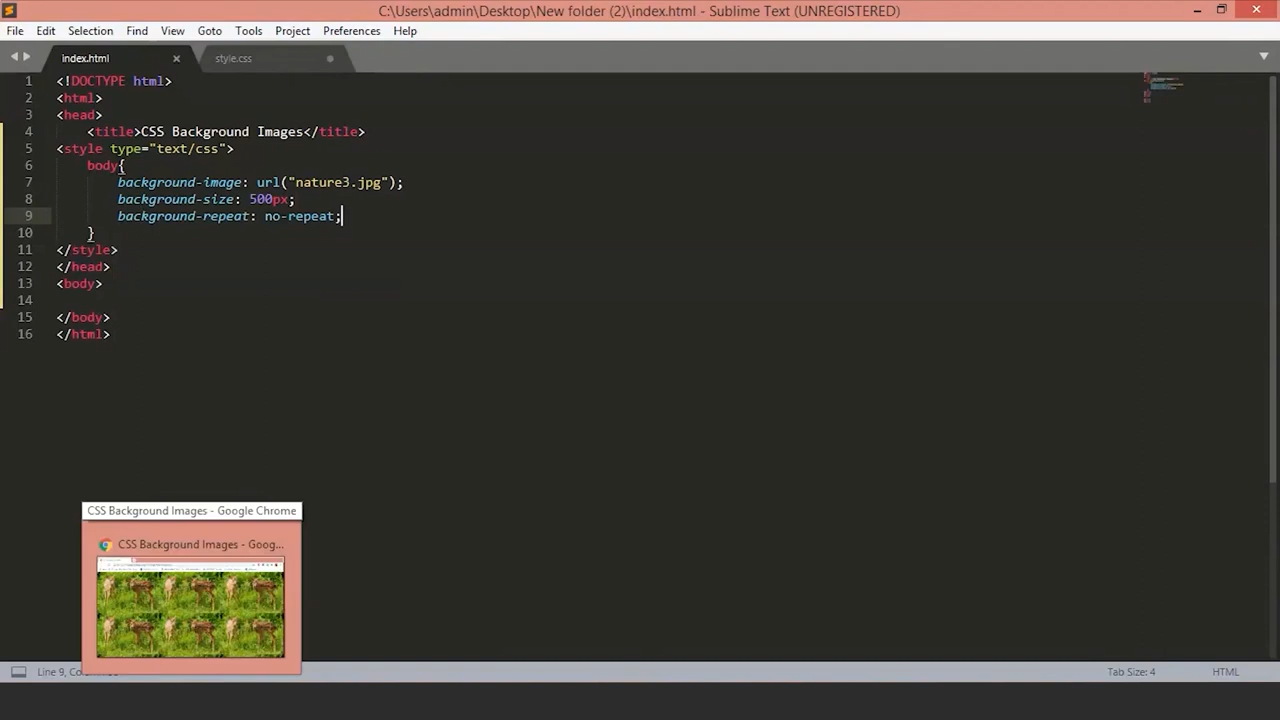 C:\Users\admin\Desktop\New folder (2)\index.html - Sublime Text (UNREGISTERED)
File Edit Selection Find View Goto Tools Project Preferences Help
index.html style.css
1 <!DOCTYPE html>
2 <html>
3 <head>
4 <title>CSS Background Images</title>
5 <style type="text/css">
6 body{
7 background-image: url("nature3.jpg");
8 background-size: 500px;
9 background-repeat: no-repeat;
10 }
11 </style>
12 </head>
13 <body>
14
15 </body>
16 </html>
CSS Background Images - Google Chrome
CSS Background Images - Goog...
Line 9, Tab Size: 4 HTML